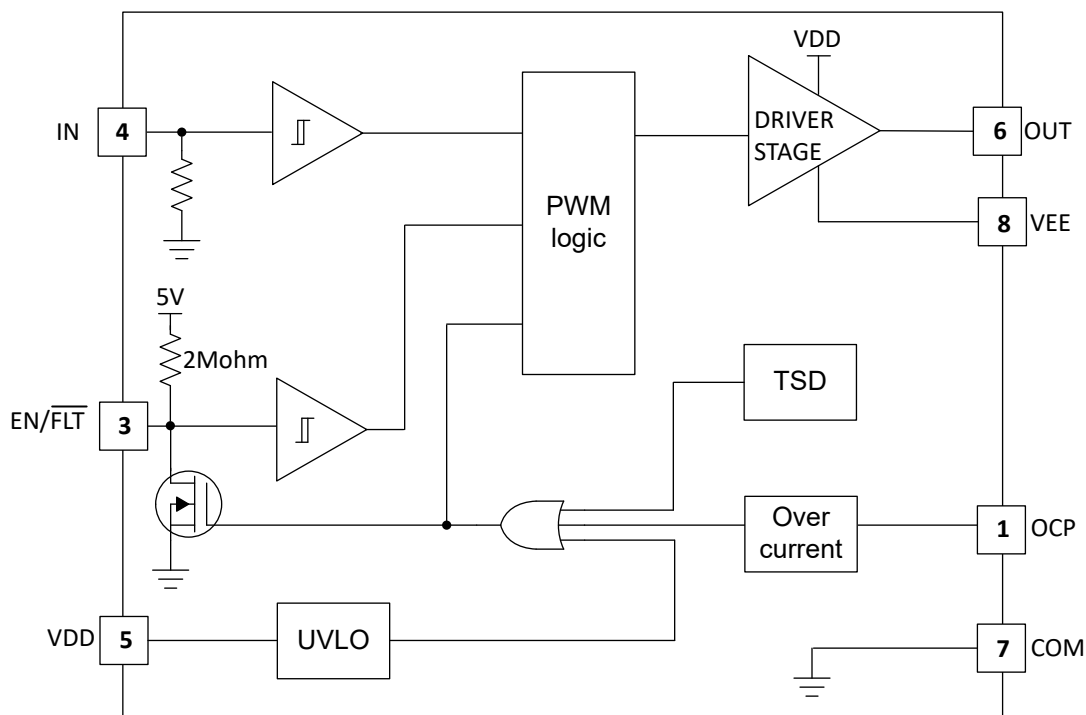 VDD
IN
4
DRIVER
STAGE
6
OUT
PWM
logic
8
VEE
5V
2Mohm
TSD
EN/FLT
3
Over
current
1
OCP
VDD
5
UVLO
7
COM